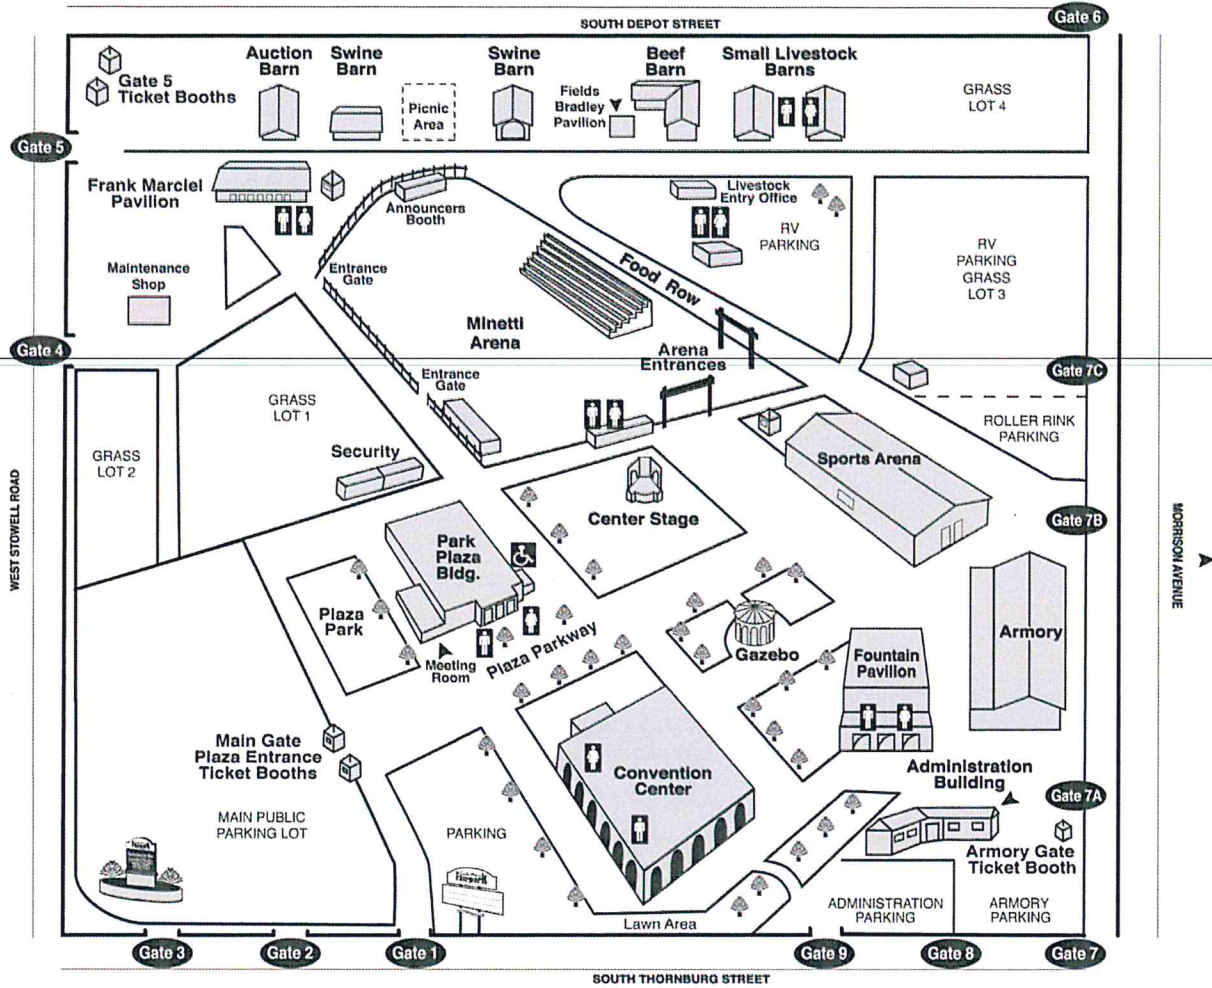 SOUTH DEPOT STREET
Gate 6
Auction
Barn
Swine
Barn
Swine
Barn
Beef
Barn
Small Livestock
Barns
Gate 5
Ticket Booths
Picnic
Area
Fields
Bradley
Pavilion
GRASS
LOT 4
Gate 5
Frank Marciel
Pavilion
Announcers
Booth
Livestock
Entry Office
RV
PARKING
RV
PARKING
GRASS
LOT 3
Maintenance
Shop
Entrance
Gate
Food Row
Minetti
Arena
Arena
Entrances
Gate 4
Gate 7C
Entrance
Gate
GRASS
LOT 1
ROLLER RINK
PARKING
GRASS
LOT 2
Security
Sports Arena
Center Stage
Gate 7B
WEST STOWELL ROAD
MORRISON AVENUE
Park
Plaza
Bldg.
Plaza
Park
Meeting
Room
Plaza Parkway
Gazebo
Armory
Fountain
Pavilion
Main Gate
Plaza Entrance
Ticket Booths
Convention
Center
Administration
Building
Gate 7A
MAIN PUBLIC
PARKING LOT
PARKING
Armory Gate
Ticket Booth
Fairpark
ADMINISTRATION
PARKING
ARMORY
PARKING
Lawn Area
Gate 3
Gate 2
Gate 1
Gate 9
Gate 8
Gate 7
SOUTH THORNBURG STREET